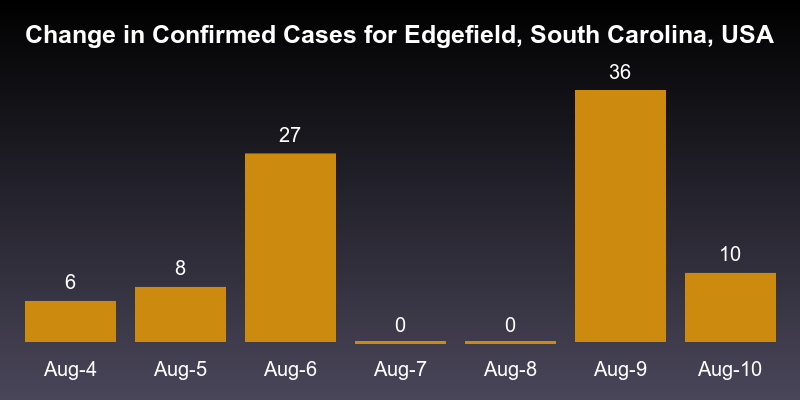 Change in Confirmed Cases for Edgefield, South Carolina, USA
6 8 27 0 0 36 10
Aug-4 Aug-5 Aug-6 Aug-7 Aug-8 Aug-9 Aug-10